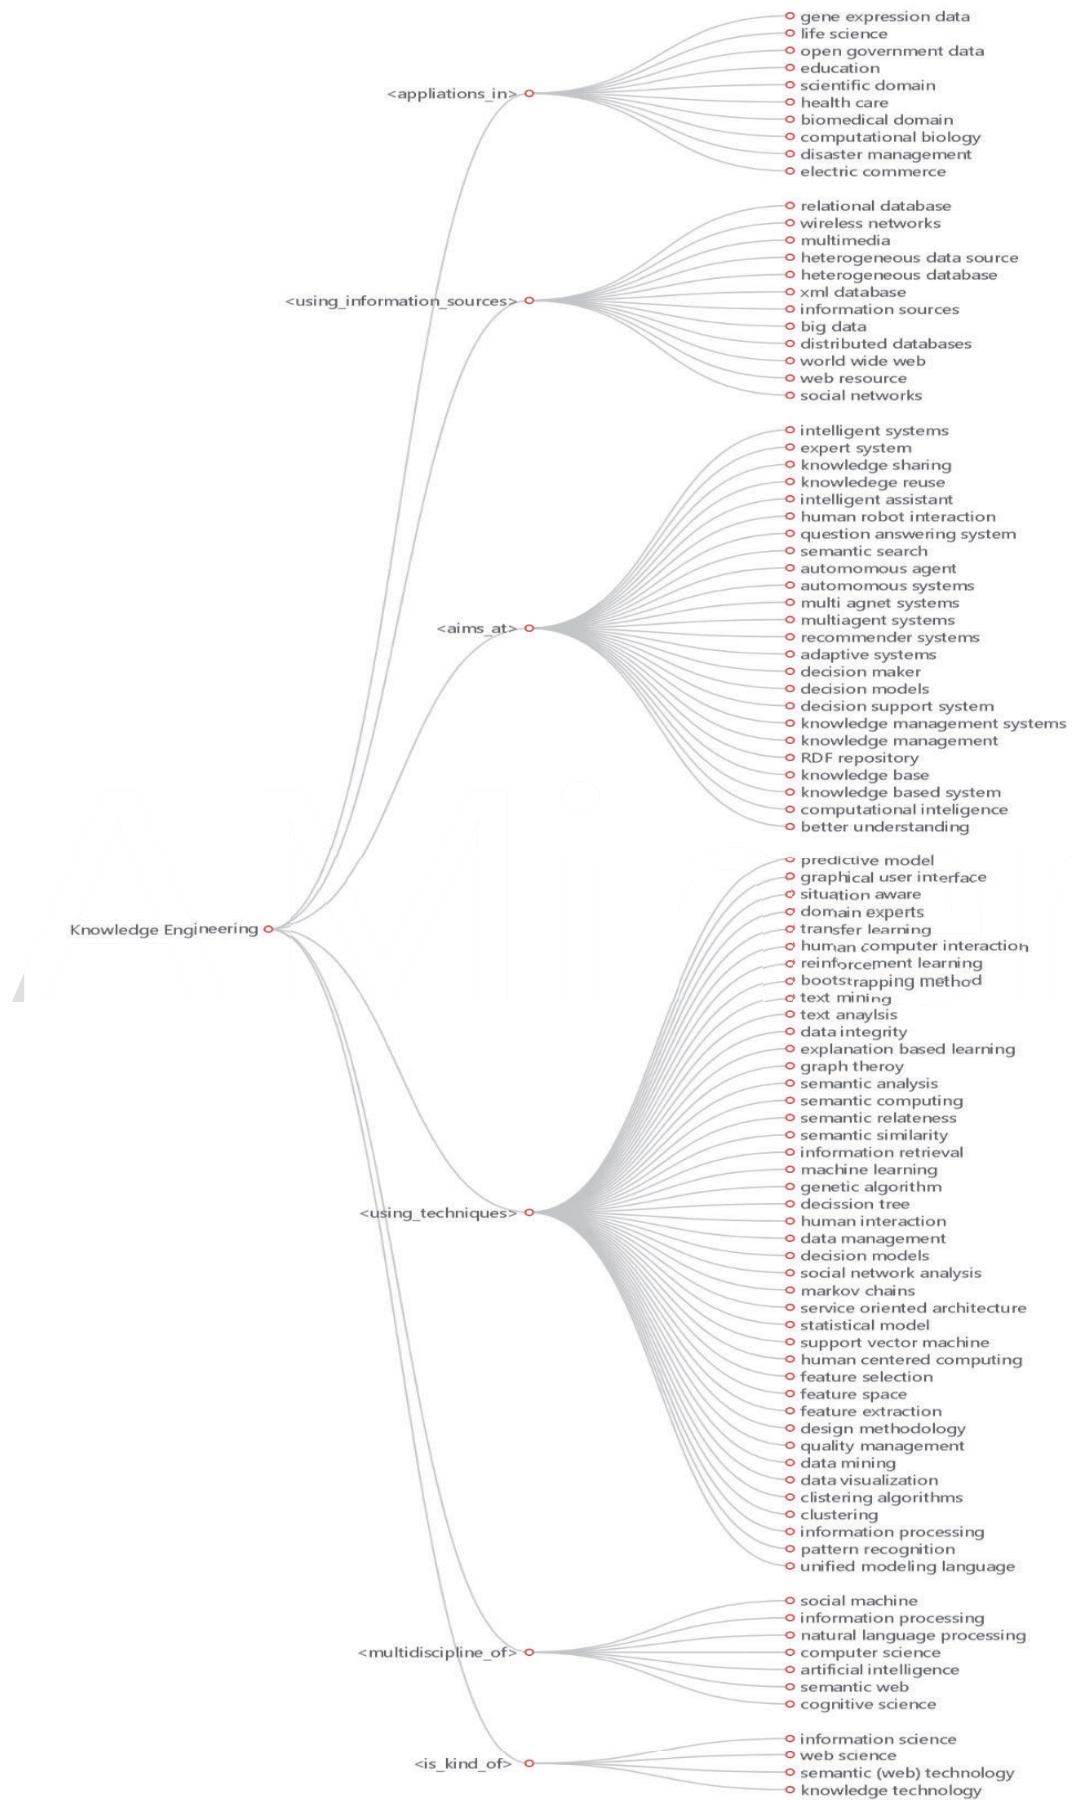 gene expression data
life science
open government data
education
scientific domain
<appliations_in>
health care
biomedical domain
computational biology
disaster management
electric commerce
relational database
wireless networks
multimedia
heterogeneous data source
heterogeneous database
xml database
<using_information_sources>
information sources
big data
distributed databases
world wide web
web resource
social networks
intelligent systems
expert system
knowledge sharing
knowledege reuse
intelligent assistant
human robot interaction
question answering system
semantic search
automomous agent
automomous systems
multi agnet systems
multiagent systems
<aims_at>
recommender systems
adaptive systems
decision maker
decision models
decision support system
knowledge management systems
knowledge management
RDF repository
knowledge base
knowledge based system
computational inteligence
better understanding
predictive model
graphical user interface
situation aware
domain experts
Knowledge Engineering
transfer learning
human computer interaction
reinforcement learning
bootstrapping method
text mining
text anaylsis
data integrity
explanation based learning
graph theroy
semantic analysis
semantic computing
semantic relateness
semantic similarity
information retrieval
machine learning
genetic algorithm
decission tree
<using_techniques>
human interaction
data management
decision models
social network analysis
markov chains
service oriented architecture
statistical model
support vector machine
human centered computing
feature selection
feature space
feature extraction
design methodology
quality management
data mining
data visualization
clistering algorithms
clustering
information processing
pattern recognition
unified modeling language
social machine
information processing
natural language processing
<multidiscipline_of>
computer science
artificial intelligence
semantic web
cognitive science
information science
web science
<is_kind_of>
semantic (web) technology
knowledge technology